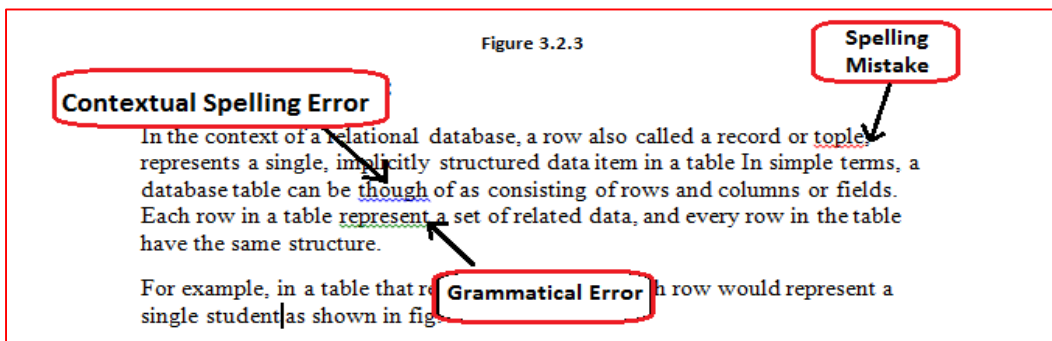 Figure 3.2.3
Spelling
Mistake
Contextual Spelling Error
In the context of a relational database, a row also called a record or tople,
represents a single, implicitly structured data item in a table In simple terms, a
database table can be though of as consisting of rows and columns or fields.
Each row in a table represent a set of related data, and every row in the table
have the same structure.
For example, in a table that row would represent a
Grammatical Error
single student as shown in fig.